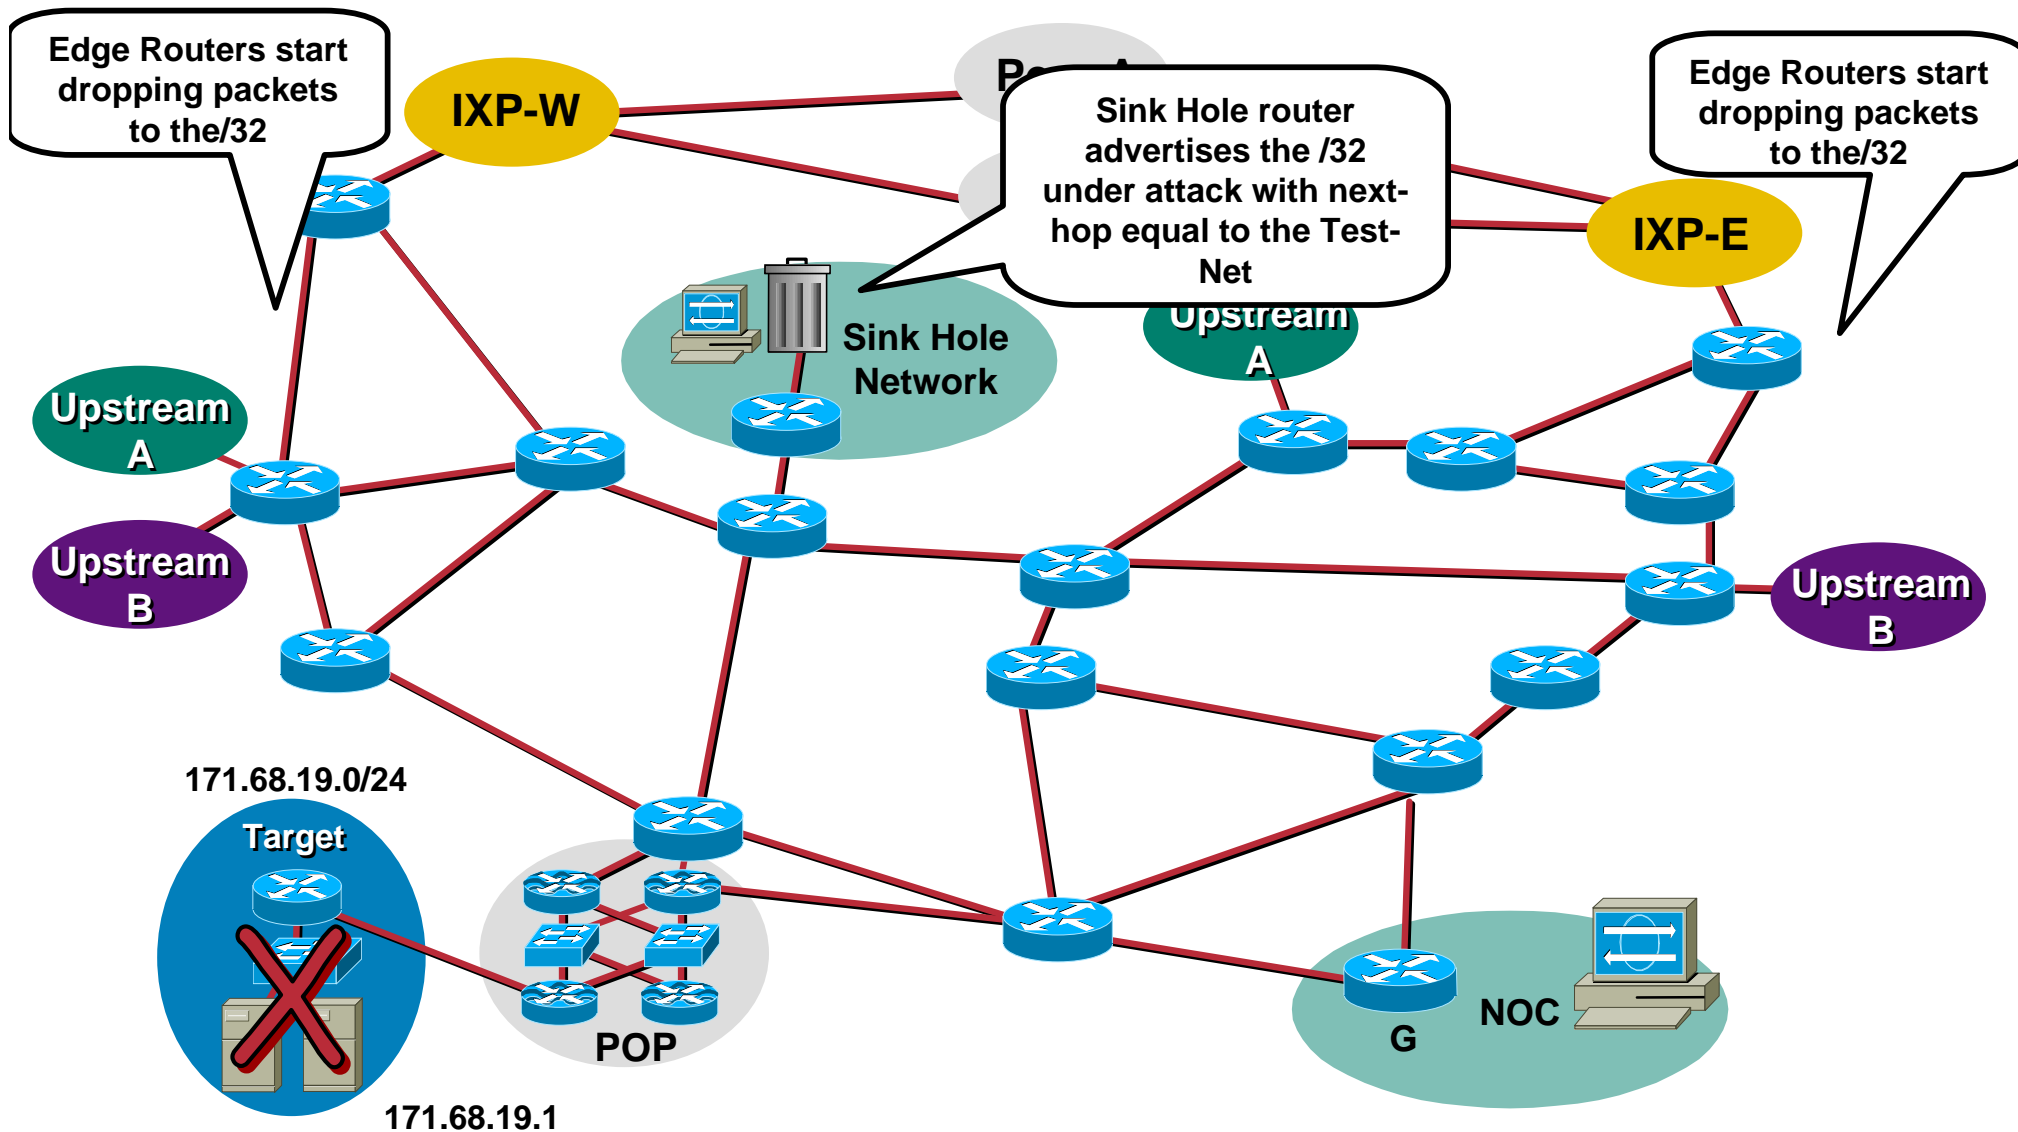 Edge Routers start
dropping packets
to the/32
IXP-W
Sink Hole router
advertises the /32
under attack with next-
hop equal to the Test-
Net
Edge Routers start
dropping packets
to the/32
IXP-E
Sink Hole
Network
Upstream
A
Upstream
A
Upstream
B
Upstream
B
171.68.19.0/24
Target
POP
G
NOC
171.68.19.1